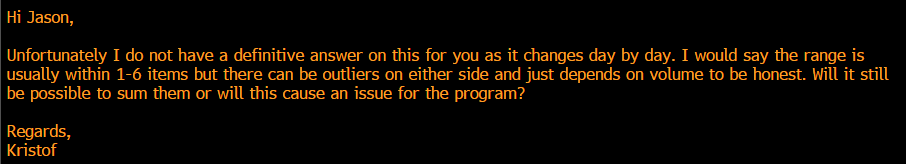 Hi Jason,
Unfortunately I do not have a definitive answer on this for you as it changes day by day. I would say the range is
usually within 1-6 items but there can be outliers on either side and just depends on volume to be honest. Will it still
be possible to sum them or will this cause an issue for the program?
Regards,
Kristof